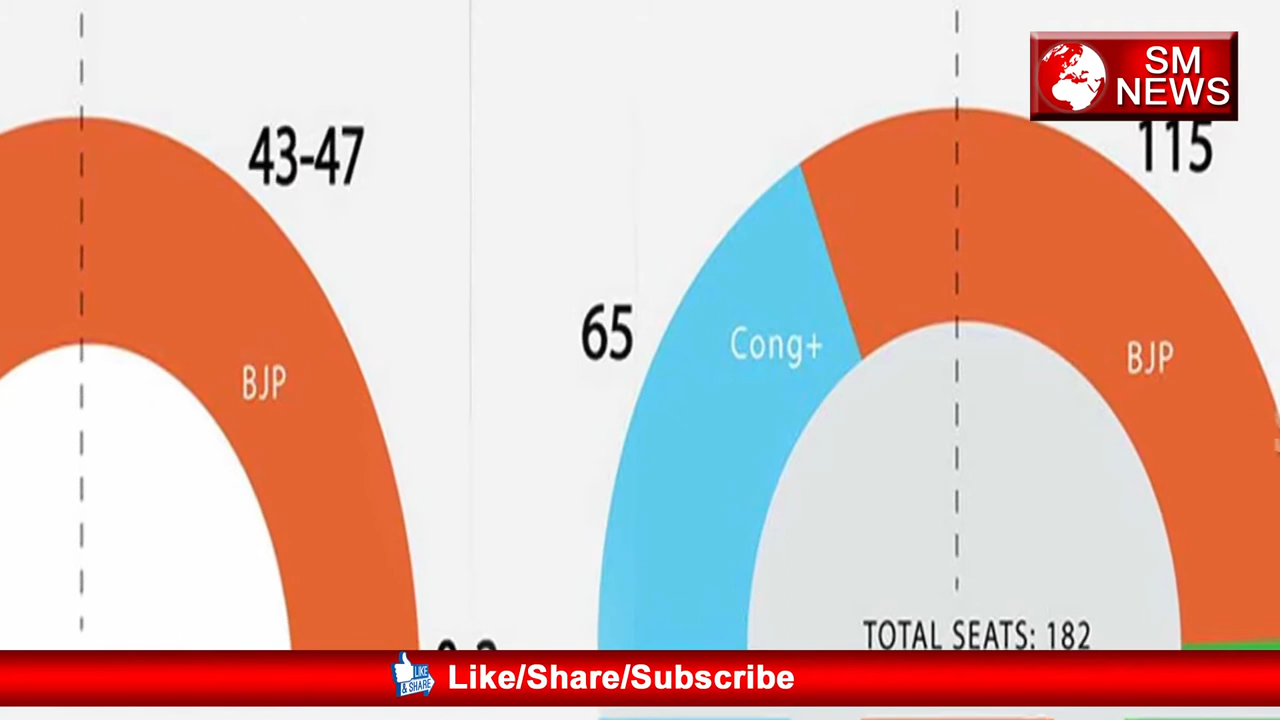 SM
NEWS
43-47
115
65
Cong+
BJP
BJP
TOTAL SEATS: 182
LIKE
& SHARE
Like/Share/Subscribe